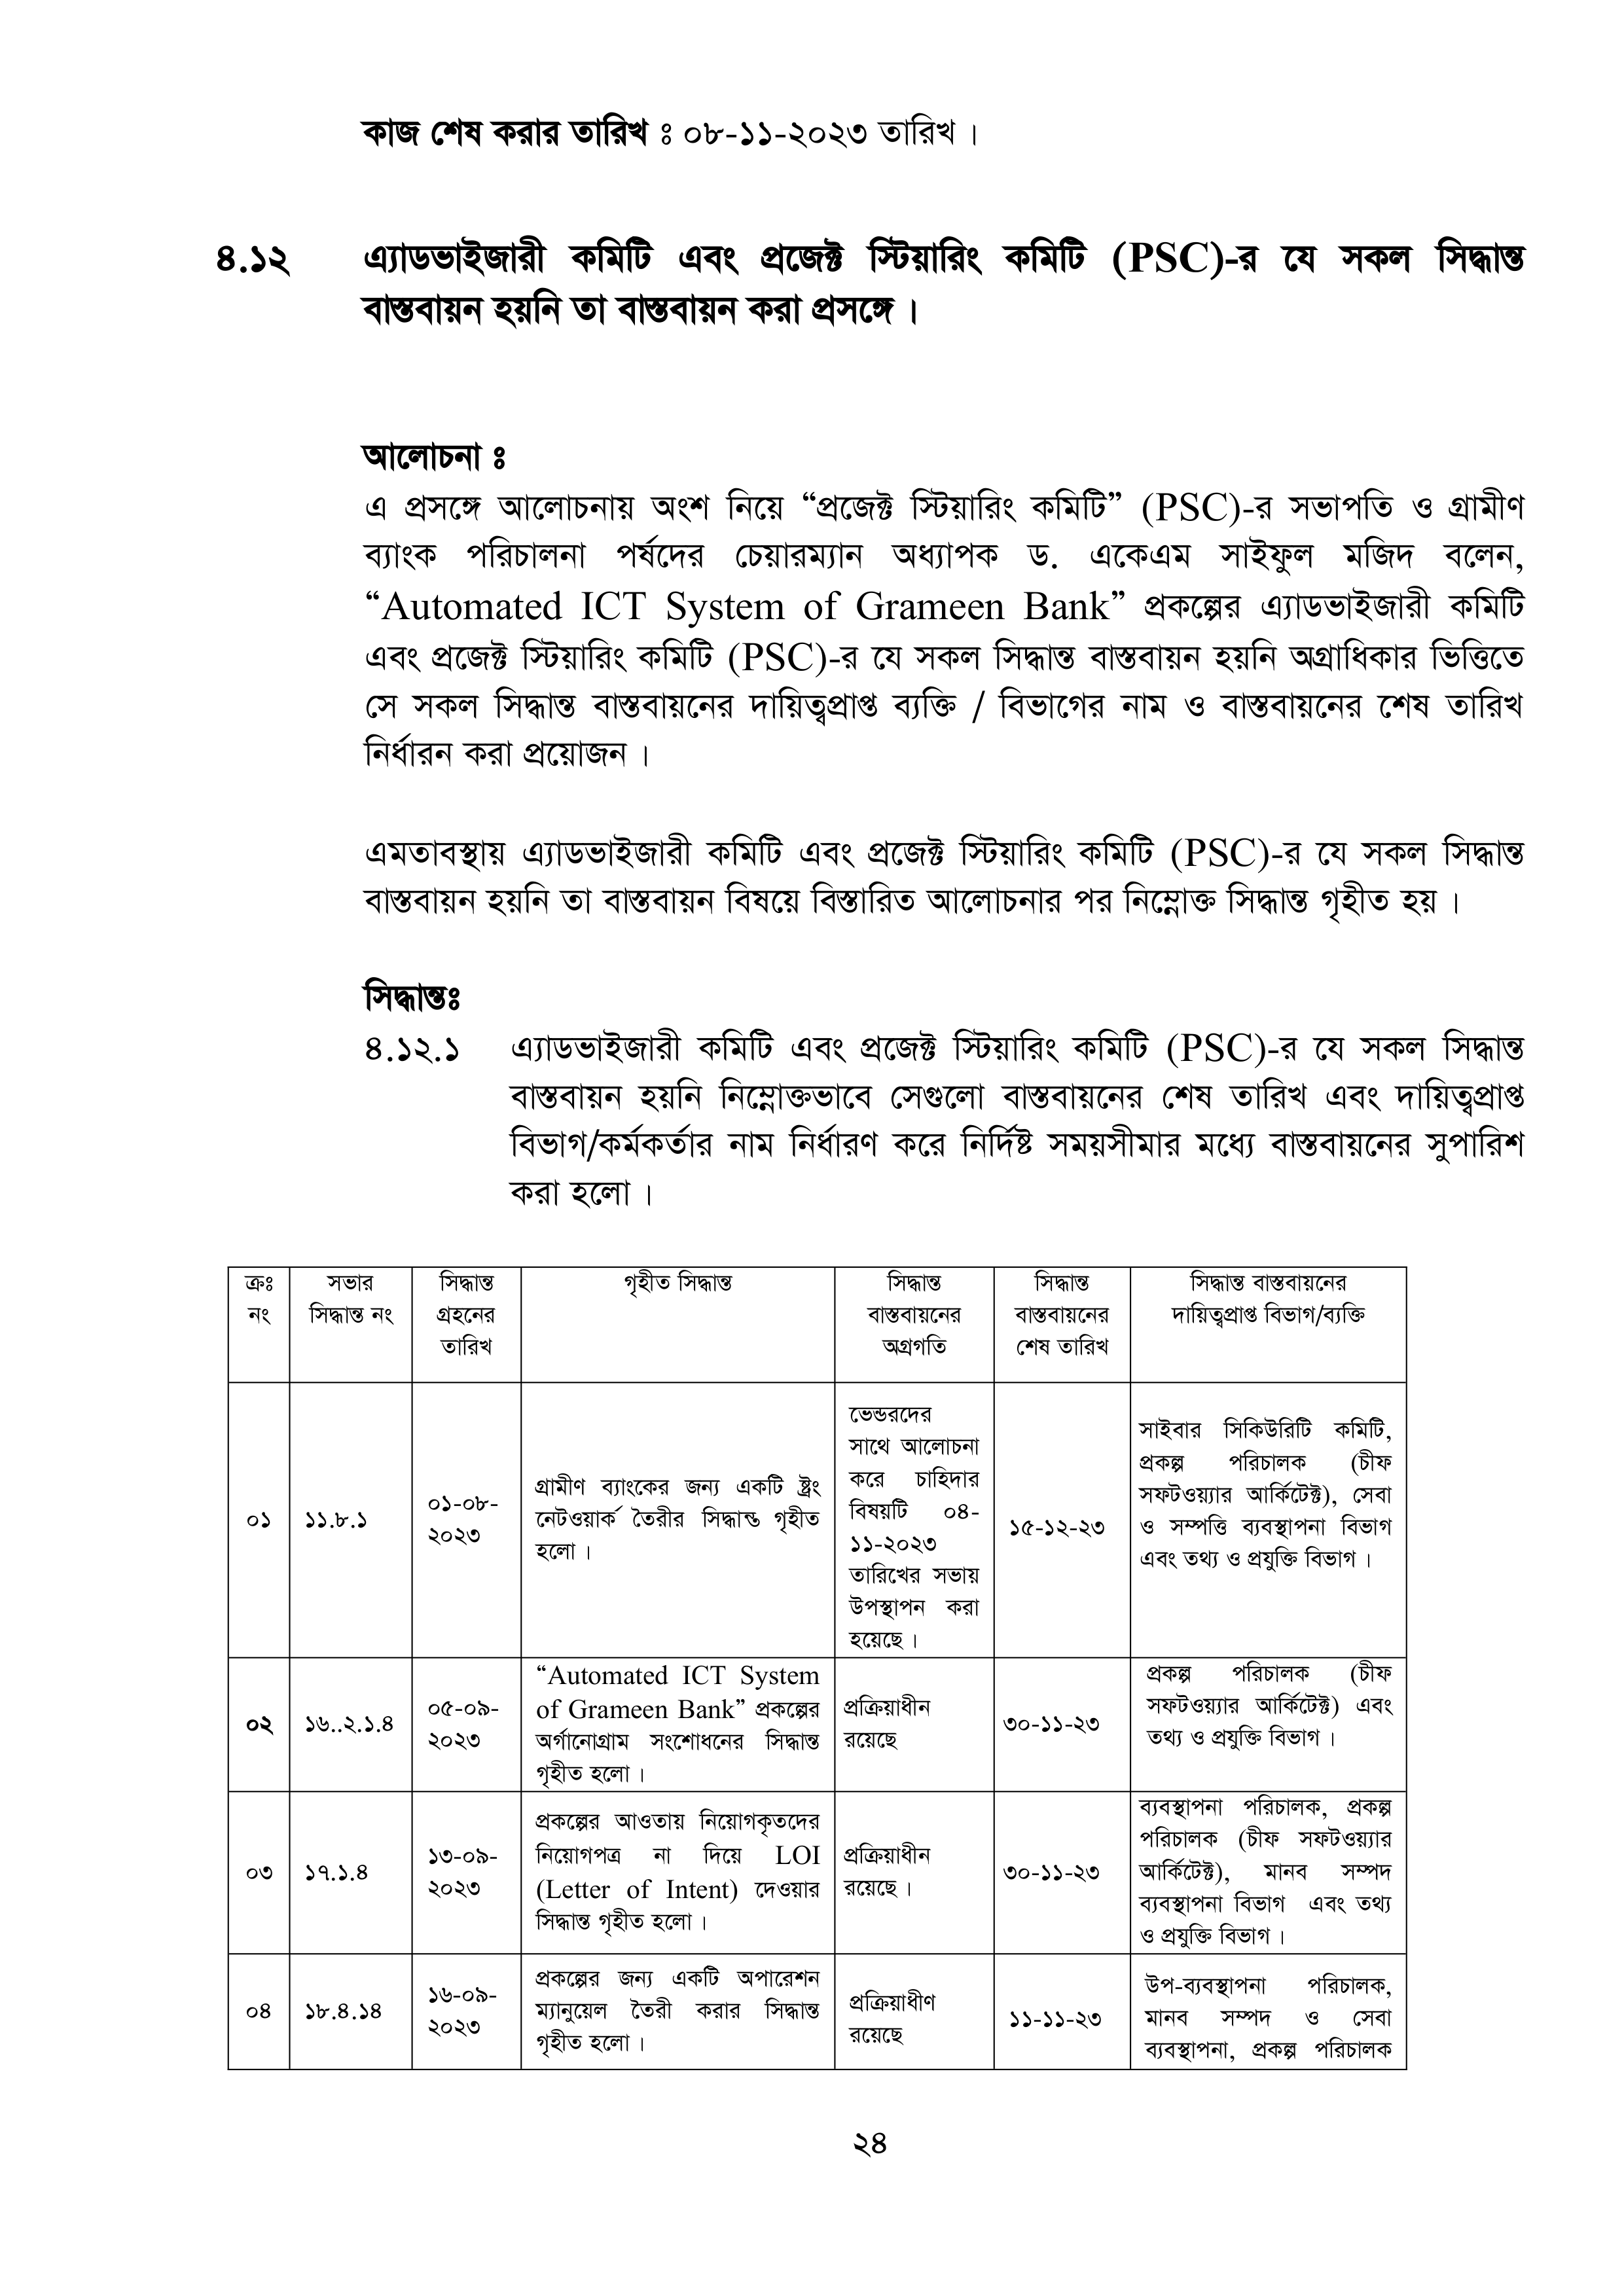 কাজ শেষ করার তারিখ ঃ ০৮-১১-২০২৩ তারিখ।
৪.১২ এ্যাডভাইজারী কমিটি এবং প্রজেক্ট স্টিয়ারিং কমিটি (PSC)-র যে সকল সিদ্ধান্ত
বাস্তবায়ন হয়নি তা বাস্তবায়ন করা প্রসঙ্গে।
আলোচনা ঃ
এ প্রসঙ্গে আলোচনায় অংশ নিয়ে “প্রজেক্ট স্টিয়ারিং কমিটি” (PSC)-র সভাপতি ও গ্রামীণ
ব্যাংক পরিচালনা পর্ষদের চেয়ারম্যান অধ্যাপক ড. একেএম সাইফুল মজিদ বলেন,
“Automated ICT System of Grameen Bank” প্রকল্পের এ্যাডভাইজারী কমিটি
এবং প্রজেক্ট স্টিয়ারিং কমিটি (PSC)-র যে সকল সিদ্ধান্ত বাস্তবায়ন হয়নি অগ্রাধিকার ভিত্তিতে
সে সকল সিদ্ধান্ত বাস্তবায়নের দায়িত্বপ্রাপ্ত ব্যক্তি / বিভাগের নাম ও বাস্তবায়নের শেষ তারিখ
নির্ধারন করা প্রয়োজন।
এমতাবস্থায় এ্যাডভাইজারী কমিটি এবং প্রজেক্ট স্টিয়ারিং কমিটি (PSC)-র যে সকল সিদ্ধান্ত
বাস্তবায়ন হয়নি তা বাস্তবায়ন বিষয়ে বিস্তারিত আলোচনার পর নিম্নোক্ত সিদ্ধান্ত গৃহীত হয়।
সিদ্ধান্তঃ
৪.১২.১ এ্যাডভাইজারী কমিটি এবং প্রজেক্ট স্টিয়ারিং কমিটি (PSC)-র যে সকল সিদ্ধান্ত
বাস্তবায়ন হয়নি নিম্নোক্তভাবে সেগুলো বাস্তবায়নের শেষ তারিখ এবং দায়িত্বপ্রাপ্ত
বিভাগ/কর্মকর্তার নাম নির্ধারণ করে নির্দিষ্ট সময়সীমার মধ্যে বাস্তবায়নের সুপারিশ
করা হলো।
ক্রঃ
নং
সভার
সিদ্ধান্ত নং
সিদ্ধান্ত
গ্রহনের
তারিখ
গৃহীত সিদ্ধান্ত
সিদ্ধান্ত
বাস্তবায়নের
অগ্রগতি
সিদ্ধান্ত
বাস্তবায়নের
শেষ তারিখ
সিদ্ধান্ত বাস্তবায়নের
দায়িত্বপ্রাপ্ত বিভাগ/ব্যক্তি
০১
১১.৮.১
০১-০৮-
২০২৩
গ্রামীণ ব্যাংকের জন্য একটি ষ্ট্রং
নেটওয়ার্ক তৈরীর সিদ্ধান্ত গৃহীত
হলো।
ভেন্ডরদের
সাথে আলোচনা
করে চাহিদার
বিষয়টি ০৪-
১১-২০২৩
তারিখের সভায়
উপস্থাপন করা
হয়েছে।
১৫-১২-২৩
সাইবার সিকিউরিটি কমিটি,
প্রকল্প পরিচালক (চীফ
সফটওয়্যার আর্কিটেক্ট), সেবা
ও সম্পত্তি ব্যবস্থাপনা বিভাগ
এবং তথ্য ও প্রযুক্তি বিভাগ।
০২
১৬..২.১.৪
০৫-০৯-
২০২৩
“Automated ICT System
of Grameen Bank” প্রকল্পের
অর্গানোগ্রাম সংশোধনের সিদ্ধান্ত
গৃহীত হলো।
প্রক্রিয়াধীন
রয়েছে
৩০-১১-২৩
প্রকল্প পরিচালক (চীফ
সফটওয়্যার আর্কিটেক্ট) এবং
তথ্য ও প্রযুক্তি বিভাগ।
০৩
১৭.১.৪
১৩-০৯-
২০২৩
প্রকল্পের আওতায় নিয়োগকৃতদের
নিয়োগপত্র না দিয়ে LOI
(Letter of Intent) দেওয়ার
সিদ্ধান্ত গৃহীত হলো।
প্রক্রিয়াধীন
রয়েছে।
৩০-১১-২৩
ব্যবস্থাপনা পরিচালক, প্রকল্প
পরিচালক (চীফ সফটওয়্যার
আর্কিটেক্ট), মানব সম্পদ
ব্যবস্থাপনা বিভাগ এবং তথ্য
ও প্রযুক্তি বিভাগ।
০৪
১৮.৪.১৪
১৬-০৯-
২০২৩
প্রকল্পের জন্য একটি অপারেশন
ম্যানুয়েল তৈরী করার সিদ্ধান্ত
গৃহীত হলো।
প্রক্রিয়াধীণ
রয়েছে
১১-১১-২৩
উপ-ব্যবস্থাপনা পরিচালক,
মানব সম্পদ ও সেবা
ব্যবস্থাপনা, প্রকল্প পরিচালক
২৪